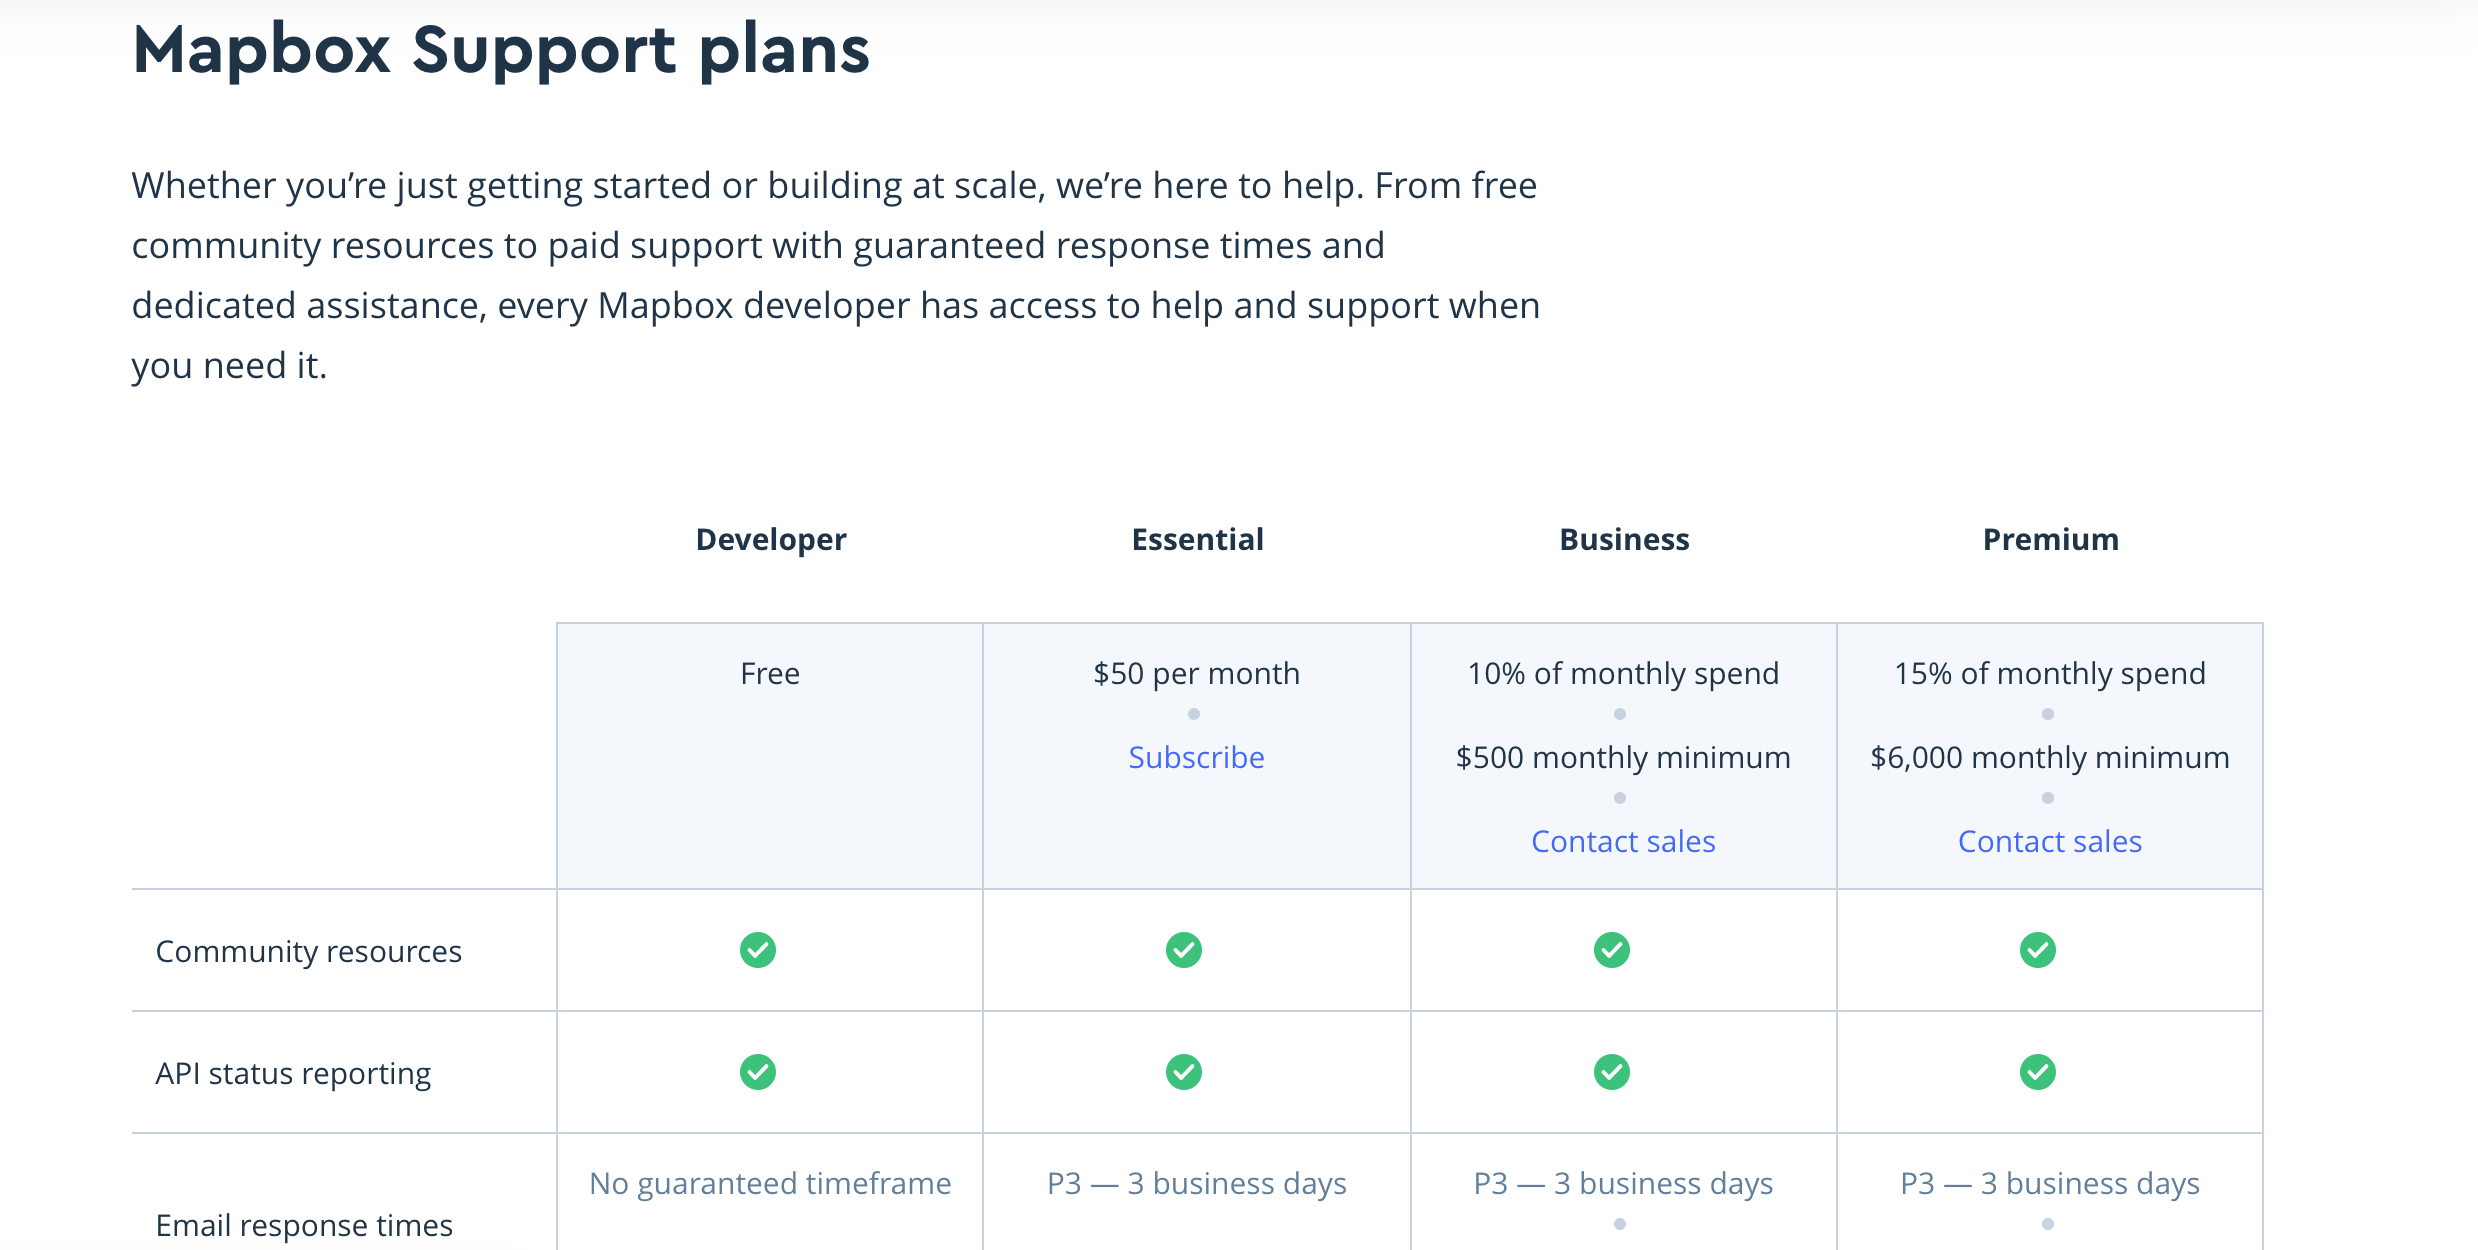 Mapbox Support plans
Whether you’re just getting started or building at scale, we’re here to help. From free
community resources to paid support with guaranteed response times and
dedicated assistance, every Mapbox developer has access to help and support when
you need it.
Developer Essential Business Premium
Free $50 per month 10% of monthly spend 15% of monthly spend
Subscribe $500 monthly minimum $6,000 monthly minimum
Contact sales Contact sales
Community resources
API status reporting
No guaranteed timeframe P3 — 3 business days P3 — 3 business days P3 — 3 business days
Email response times